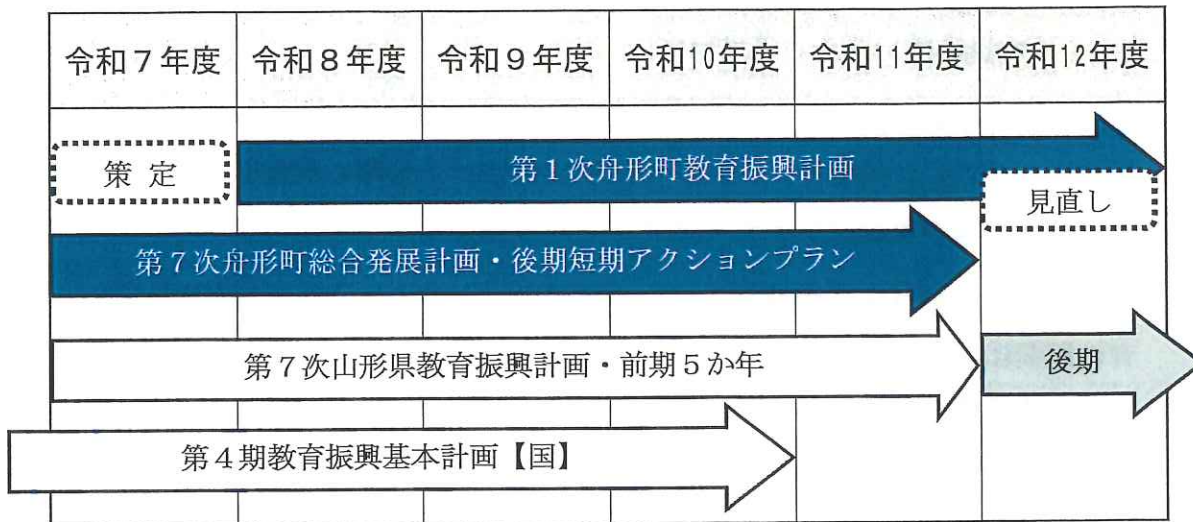 令和７年度 令和８年度 令和９年度 令和10年度 令和11年度 令和12年度
策 定
第１次舟形町教育振興計画
見直し
第７次舟形町総合発展計画・後期短期アクションプラン
第７次山形県教育振興計画・前期５か年
後期
第４期教育振興基本計画【国】